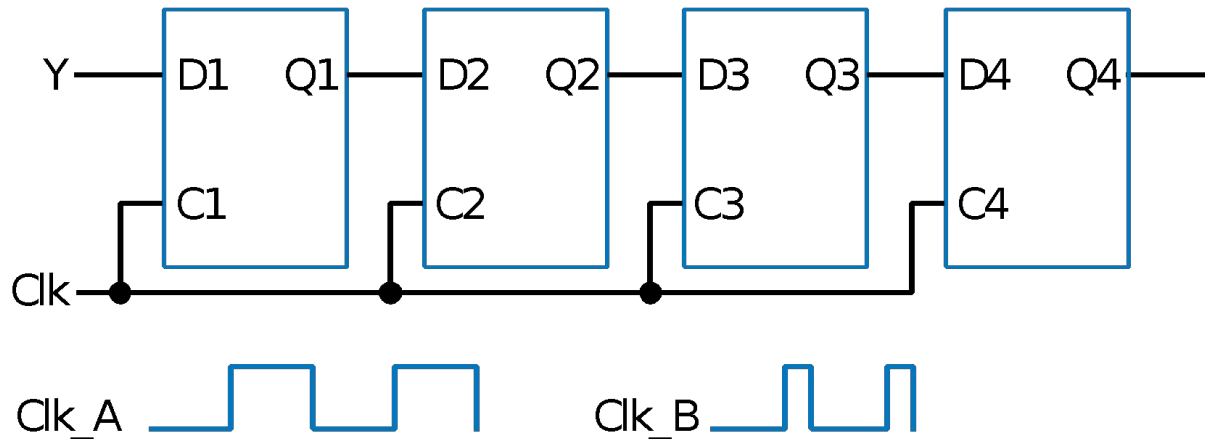 Y D1 Q1 D2 Q2 D3 Q3 D4 Q4
C1 C2 C3 C4
Clk
Clk_A Clk_B